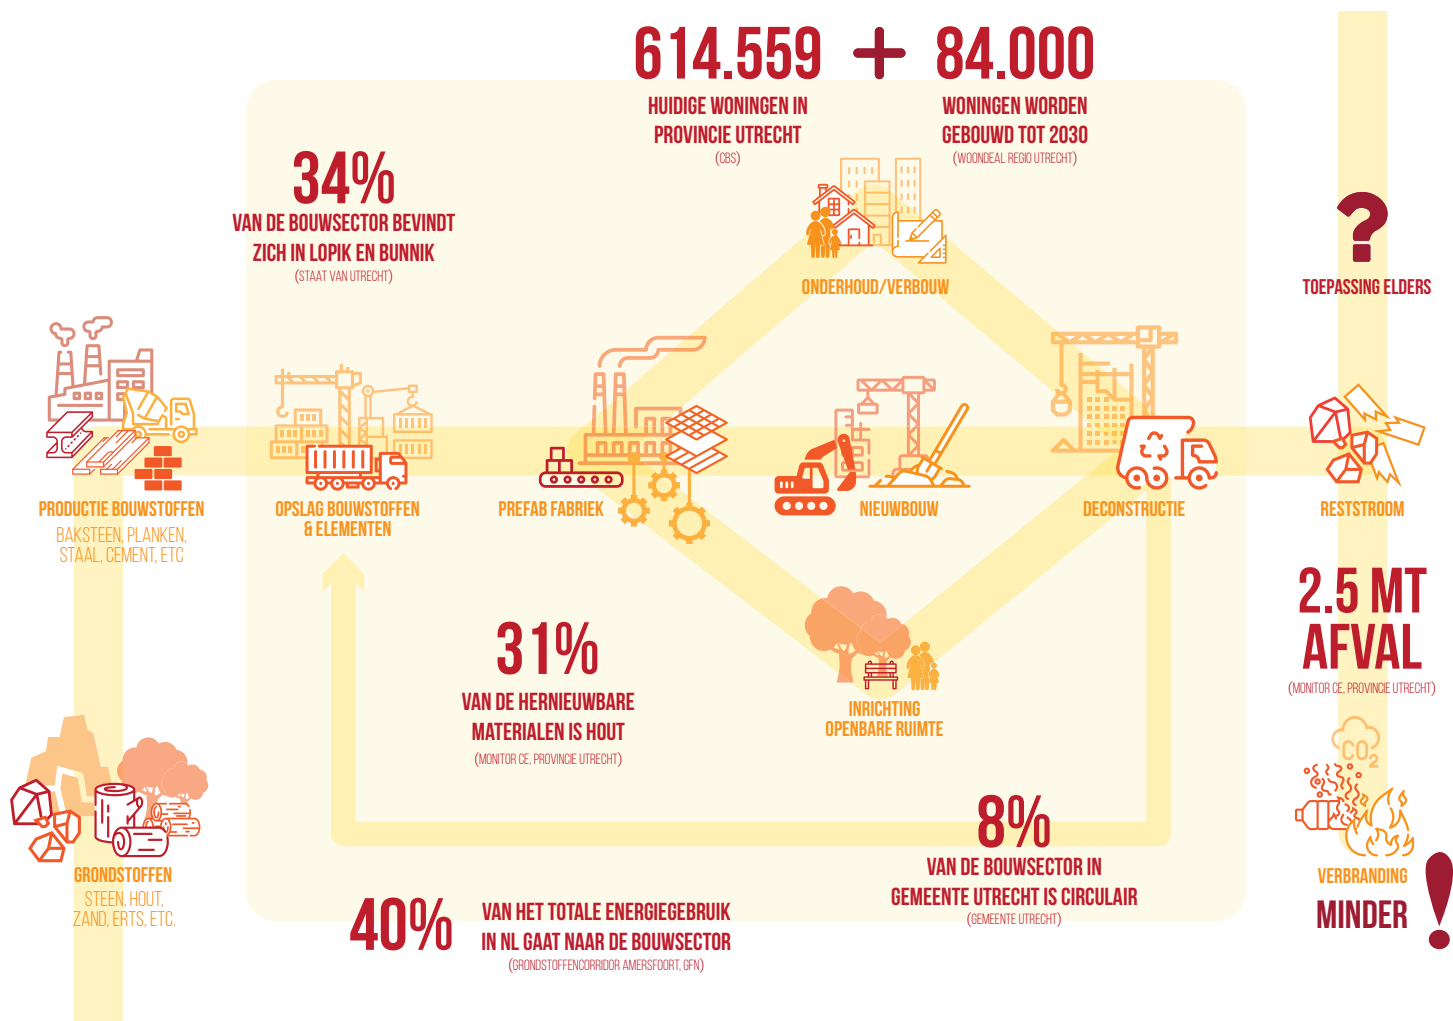 614.559 + 84.000
HUIDIGE WONINGEN IN
PROVINCIE UTRECHT
(CBS)
WONINGEN WORDEN
GEBOUWD TOT 2030
(WOONDEAL REGIO UTRECHT)
34%
VAN DE BOUWSECTOR BEVINDT
ZICH IN LOPIK EN BUNNIK
(STAAT VAN UTRECHT)
ONDERHOUD/VERBOUW
?
TOEPASSING ELDERS
PRODUCTIE BOUWSTOFFEN
BAKSTEEN, PLANKEN,
STAAL, CEMENT, ETC
OPSLAG BOUWSTOFFEN
& ELEMENTEN
PREFAB FABRIEK
NIEUWBOUW
DECONSTRUCTIE
RESTSTROOM
2.5 MT
AFVAL
(MONITOR CE, PROVINCIE UTRECHT)
31%
VAN DE HERNIEUWBARE
MATERIALEN IS HOUT
(MONITOR CE, PROVINCIE UTRECHT)
INRICHTING
OPENBARE RUIMTE
CO2
GRONDSTOFFEN
STEEN, HOUT,
ZAND, ERTS, ETC.
8%
VAN DE BOUWSECTOR IN
GEMEENTE UTRECHT IS CIRCULAIR
(GEMEENTE UTRECHT)
40%
VAN HET TOTALE ENERGIEGEBRUIK
IN NL GAAT NAAR DE BOUWSECTOR
(GRONDSTOFFENCORRIDOR AMERSFOORT, GFN)
VERBRANDING
MINDER !